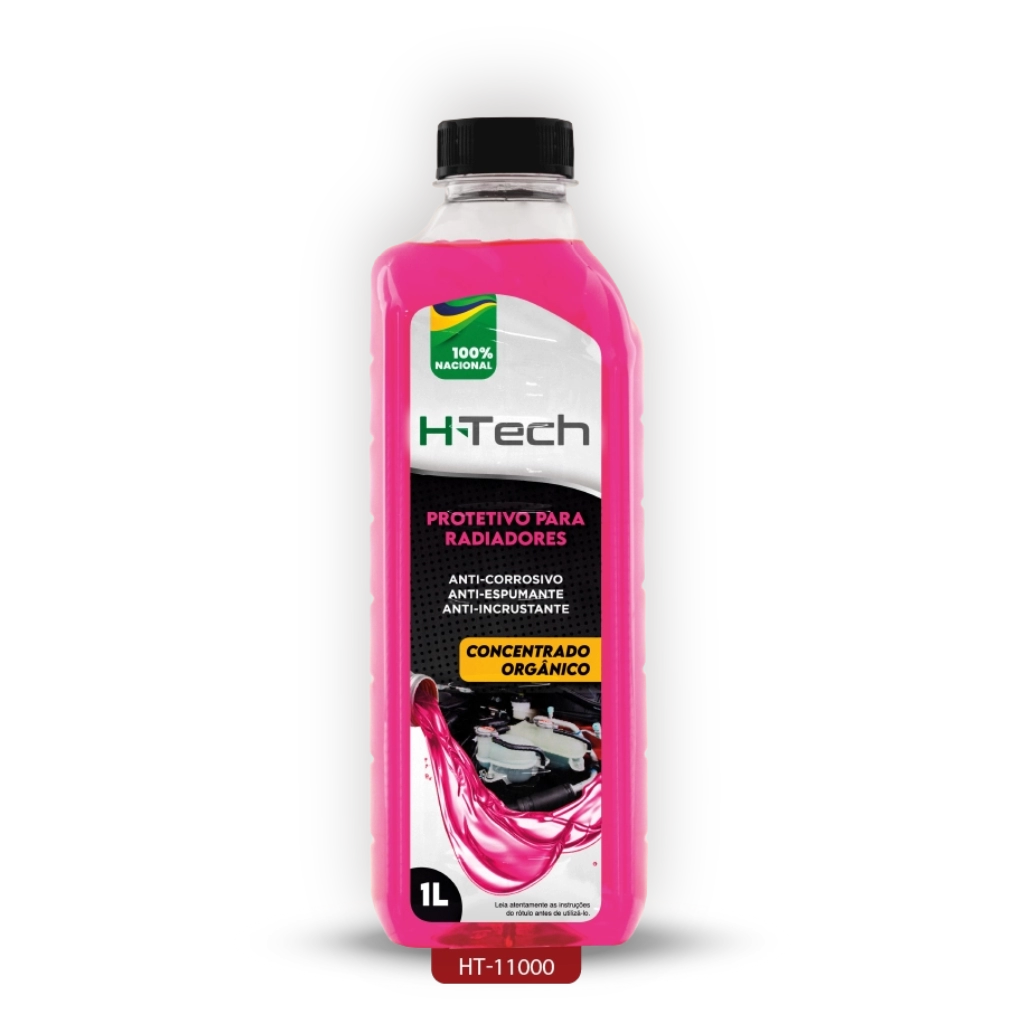 100%
NACIONAL
H-Tech
PROTETIVO PARA
RADIADORES
ANTI-CORROSIVO
ANTI-ESPUMANTE
ANTI-INCRUSTANTE
CONCENTRADO
ORGÂNICO
1L
Leia atentamente as instruções
do rótulo antes de utilizá-lo.
HT-11000